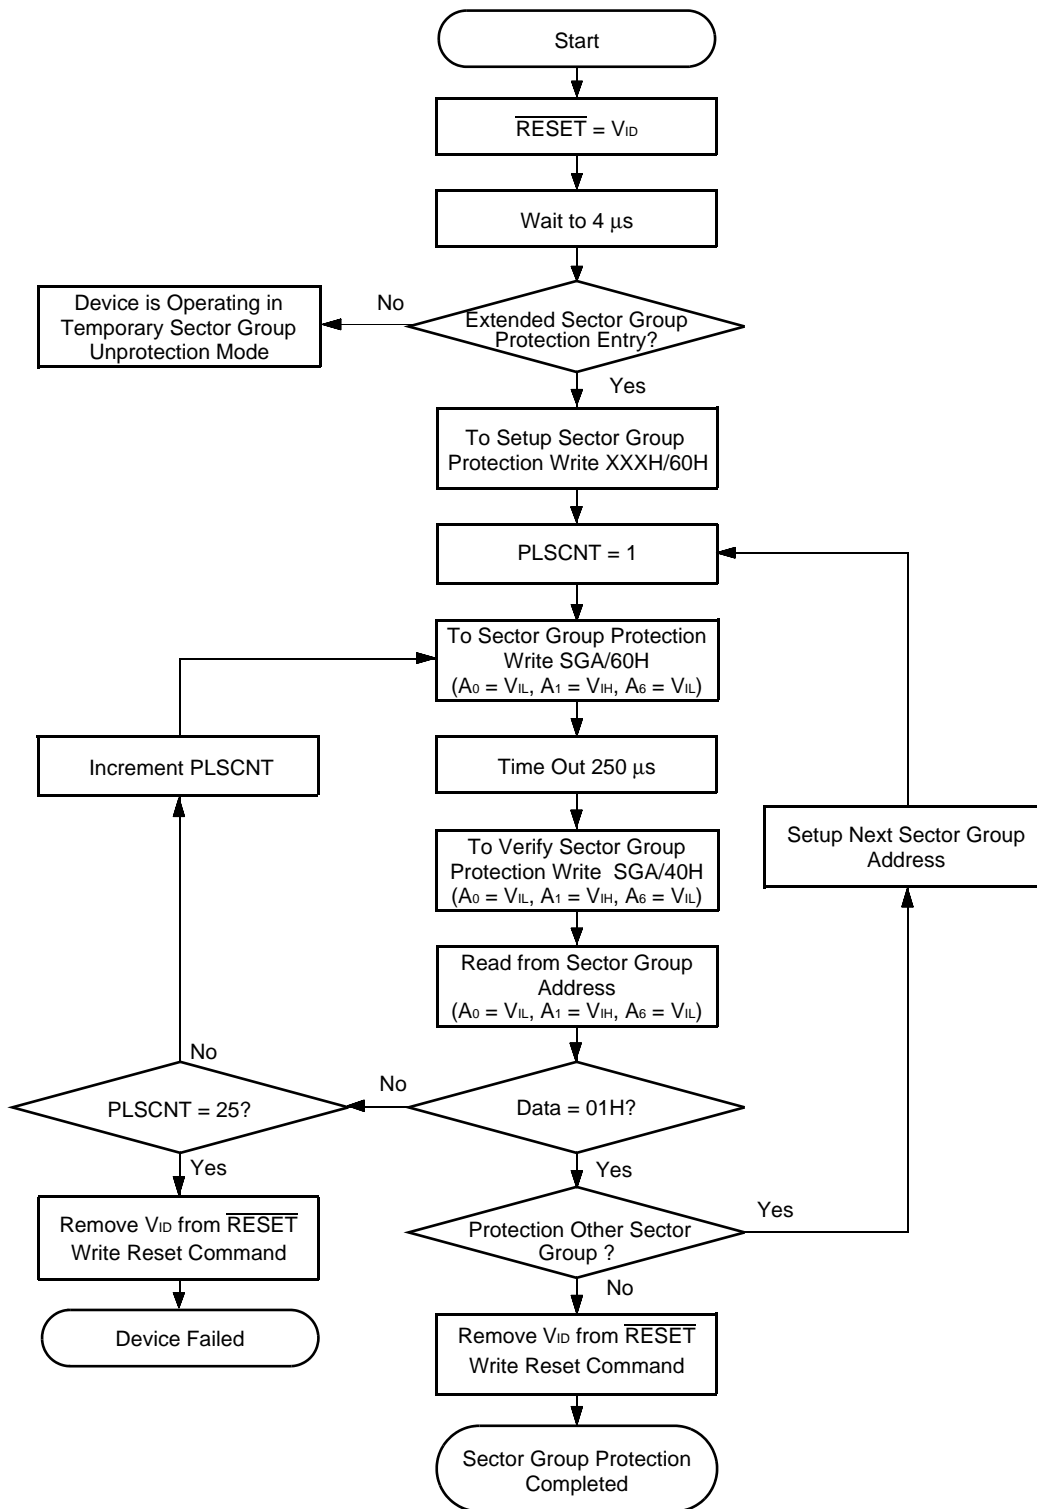 Start
RESET = VID
Wait to 4 μs
No
Device is Operating in
Temporary Sector Group
Unprotection Mode
Extended Sector Group
Protection Entry?
Yes
To Setup Sector Group
Protection Write XXXH/60H
PLSCNT = 1
To Sector Group Protection
Write SGA/60H
(A0 = VIL, A1 = VIH, A6 = VIL)
Increment PLSCNT
Time Out 250 μs
Setup Next Sector Group
Address
To Verify Sector Group
Protection Write SGA/40H
(A0 = VIL, A1 = VIH, A6 = VIL)
Read from Sector Group
Address
(A0 = VIL, A1 = VIH, A6 = VIL)
No
No
PLSCNT = 25?
Data = 01H?
Yes
Yes
Remove VID from RESET
Write Reset Command
Protection Other Sector
Group ?
Yes
No
Device Failed
Remove VID from RESET
Write Reset Command
Sector Group Protection
Completed